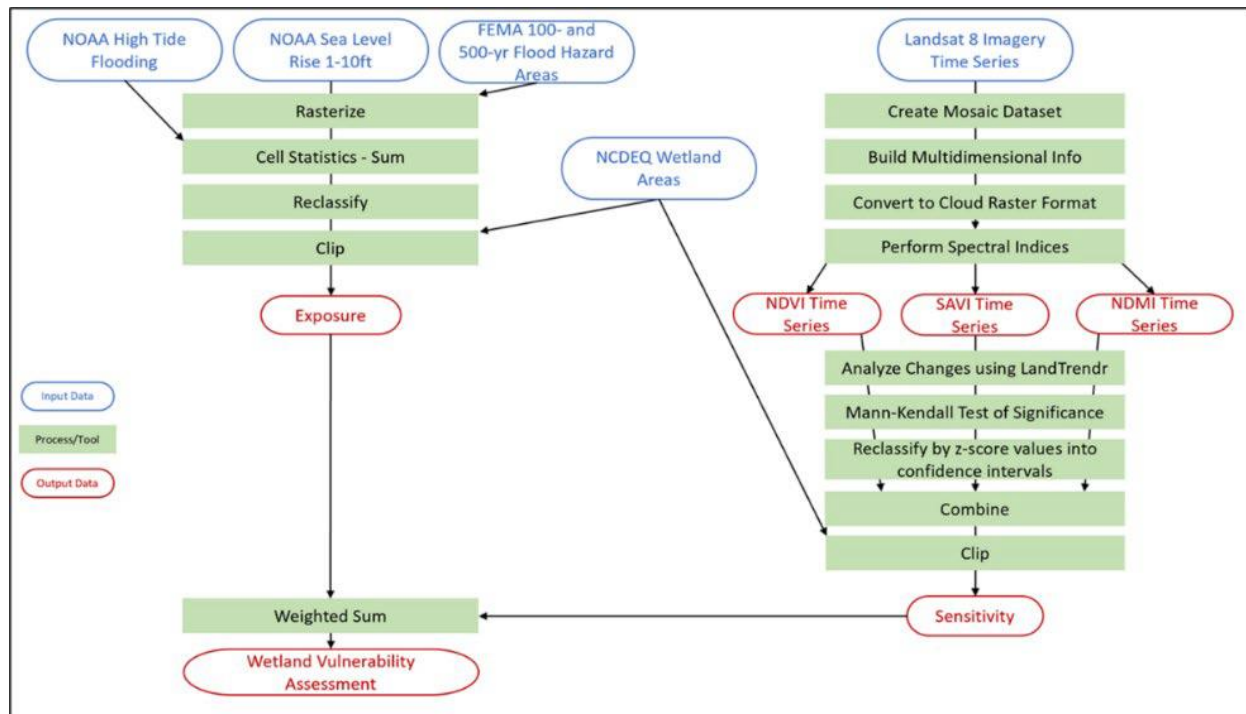 NOAA High Tide
Flooding
NOAA Sea Level
Rise 1-10ft
FEMA 100- and
500-yr Flood Hazard
Areas
Landsat 8 Imagery
Time Series
Rasterize
Cell Statistics - Sum
Reclassify
Clip
NCDEQ Wetland
Areas
Create Mosaic Dataset
Build Multidimensional Info
Convert to Cloud Raster Format
Perform Spectral Indices
Exposure
NDVI Time
Series
SAVI Time
Series
NDMI Time
Series
Analyze Changes using LandTrendr
Mann-Kendall Test of Significance
Reclassify by z-score values into
confidence intervals
Combine
Clip
Input Data
Process/Tool
Output Data
Weighted Sum
Sensitivity
Wetland Vulnerability
Assessment